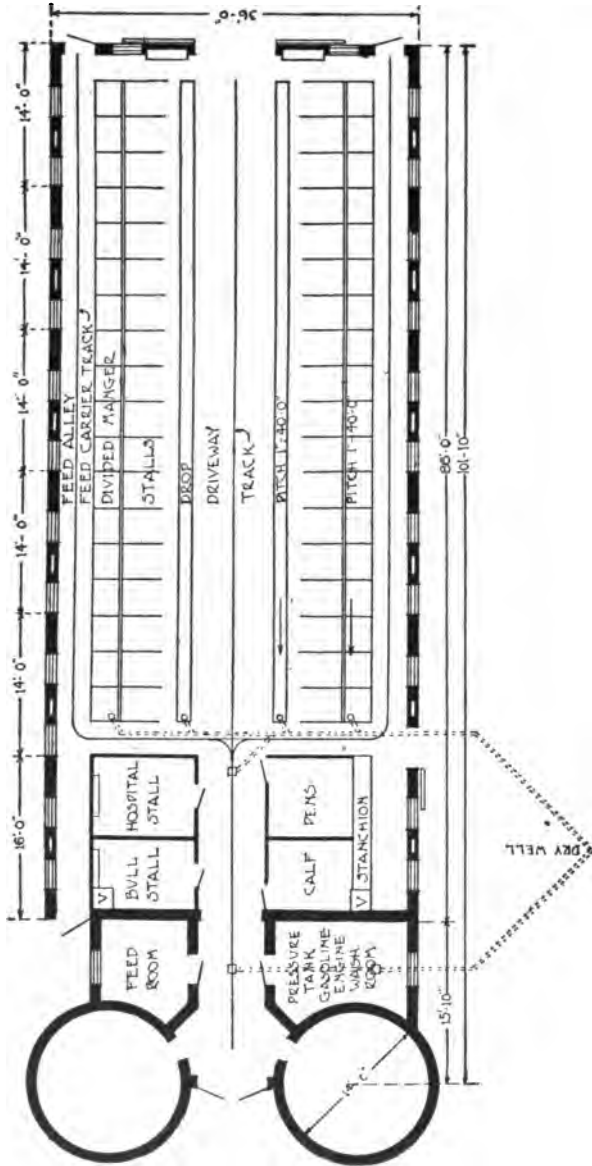 36'-0"
14'-0"
14'-0"
14'-0"
14'-0"
14'-0"
16'-0"
FEED ALLEY
FEED CARRIER TRACK
DIVIDED MANGER
STALLS
DROP
DRIVEWAY
TRACK
PITCH 1"-40'-0"
PITCH 1"-40'-0"
86'-0"
101'-10"
HOSPITAL
STALL
BULL
STALL
V
PENS
CALF
STANCHION
V
DRY WELL
FEED
ROOM
PRESSURE
TANK
GASOLINE
ENGINE
WASH
ROOM
15'-10"
14'-0"